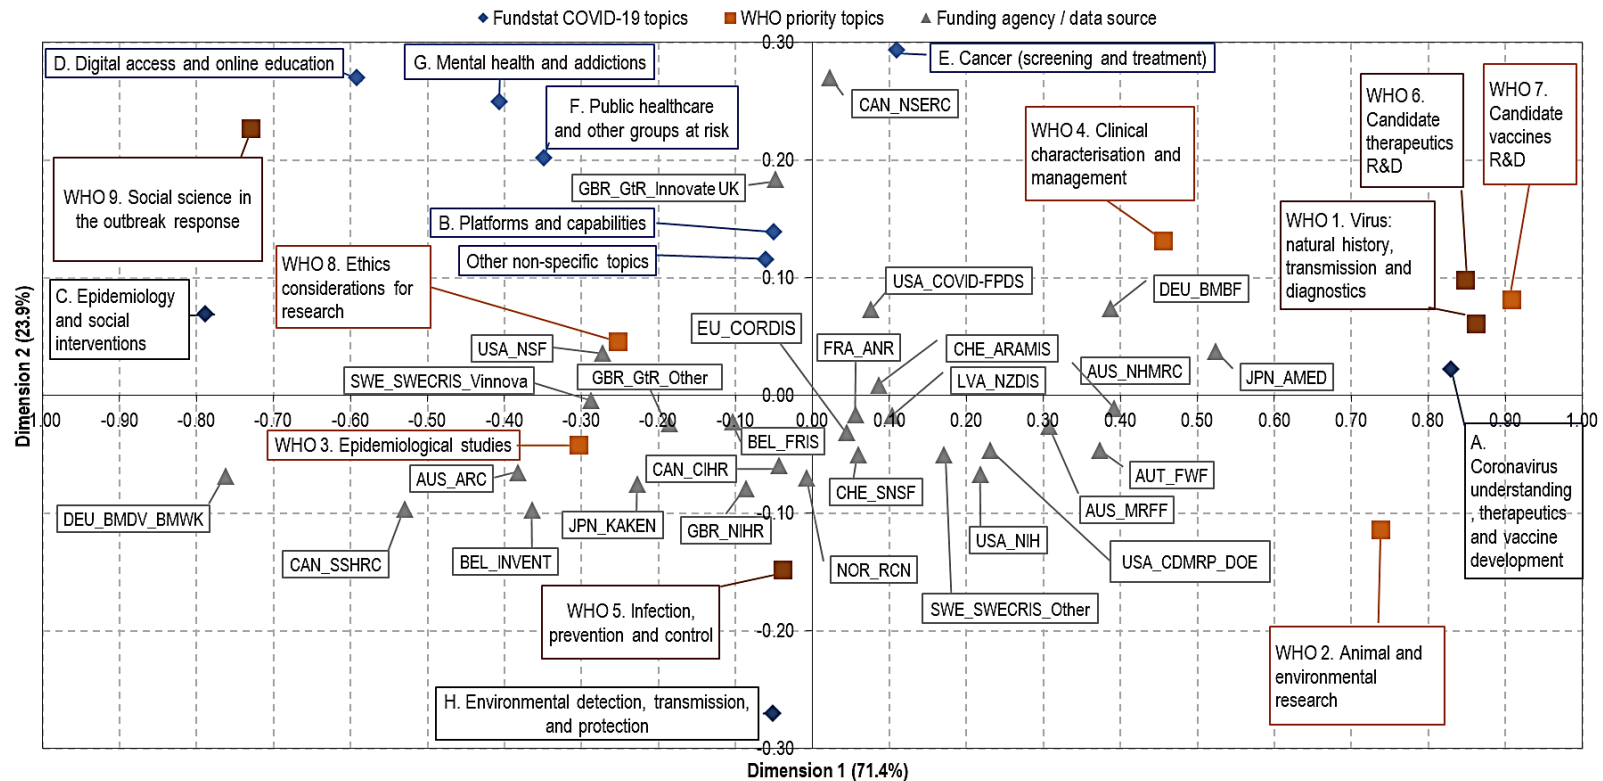 Fundstat COVID-19 topics
WHO priority topics
Funding agency / data source
0.30
D. Digital access and online education
G. Mental health and addictions
E. Cancer (screening and treatment)
CAN_NSERC
F. Public healthcare
and other groups at risk
WHO 4. Clinical
characterisation and
management
WHO 6.
Candidate
therapeutics
R&D
WHO 7.
Candidate
vaccines
R&D
0.20
WHO 9. Social science in
the outbreak response
GBR_GtR_Innovate UK
B. Platforms and capabilities
Other non-specific topics
WHO 1. Virus:
natural history,
transmission and
diagnostics
WHO 8. Ethics
considerations for
research
0.10
C. Epidemiology
and social
interventions
USA_COVID-FPDS
DEU_BMBF
EU_CORDIS
USA_NSF
FRA_ANR
CHE_ARAMIS
AUS_NHMRC
JPN_AMED
SWE_SWECRIS_Vinnova
GBR_GtR_Other
LVA_NZDIS
0.00
-1.00
-0.90
-0.80
-0.70
-0.60
-0.50
-0.40
-0.30
-0.20
-0.10
0.00
0.10
0.20
0.30
0.40
0.50
0.60
0.70
0.80
0.90
1.00
WHO 3. Epidemiological studies
BEL_FRIS
A.
Coronavirus
understanding
, therapeutics
and vaccine
development
AUS_ARC
CAN_CIHR
CHE_SNSF
AUT_FWF
DEU_BMDV_BMWK
JPN_KAKEN
GBR_NIHR
AUS_MRFF
-0.10
CAN_SSHRC
BEL_INVENT
NOR_RCN
USA_NIH
USA_CDMRP_DOE
SWE_SWECRIS_Other
WHO 5. Infection,
prevention and control
-0.20
WHO 2. Animal and
environmental
research
H. Environmental detection, transmission,
and protection
-0.30
Dimension 2 (23.9%)
Dimension 1 (71.4%)